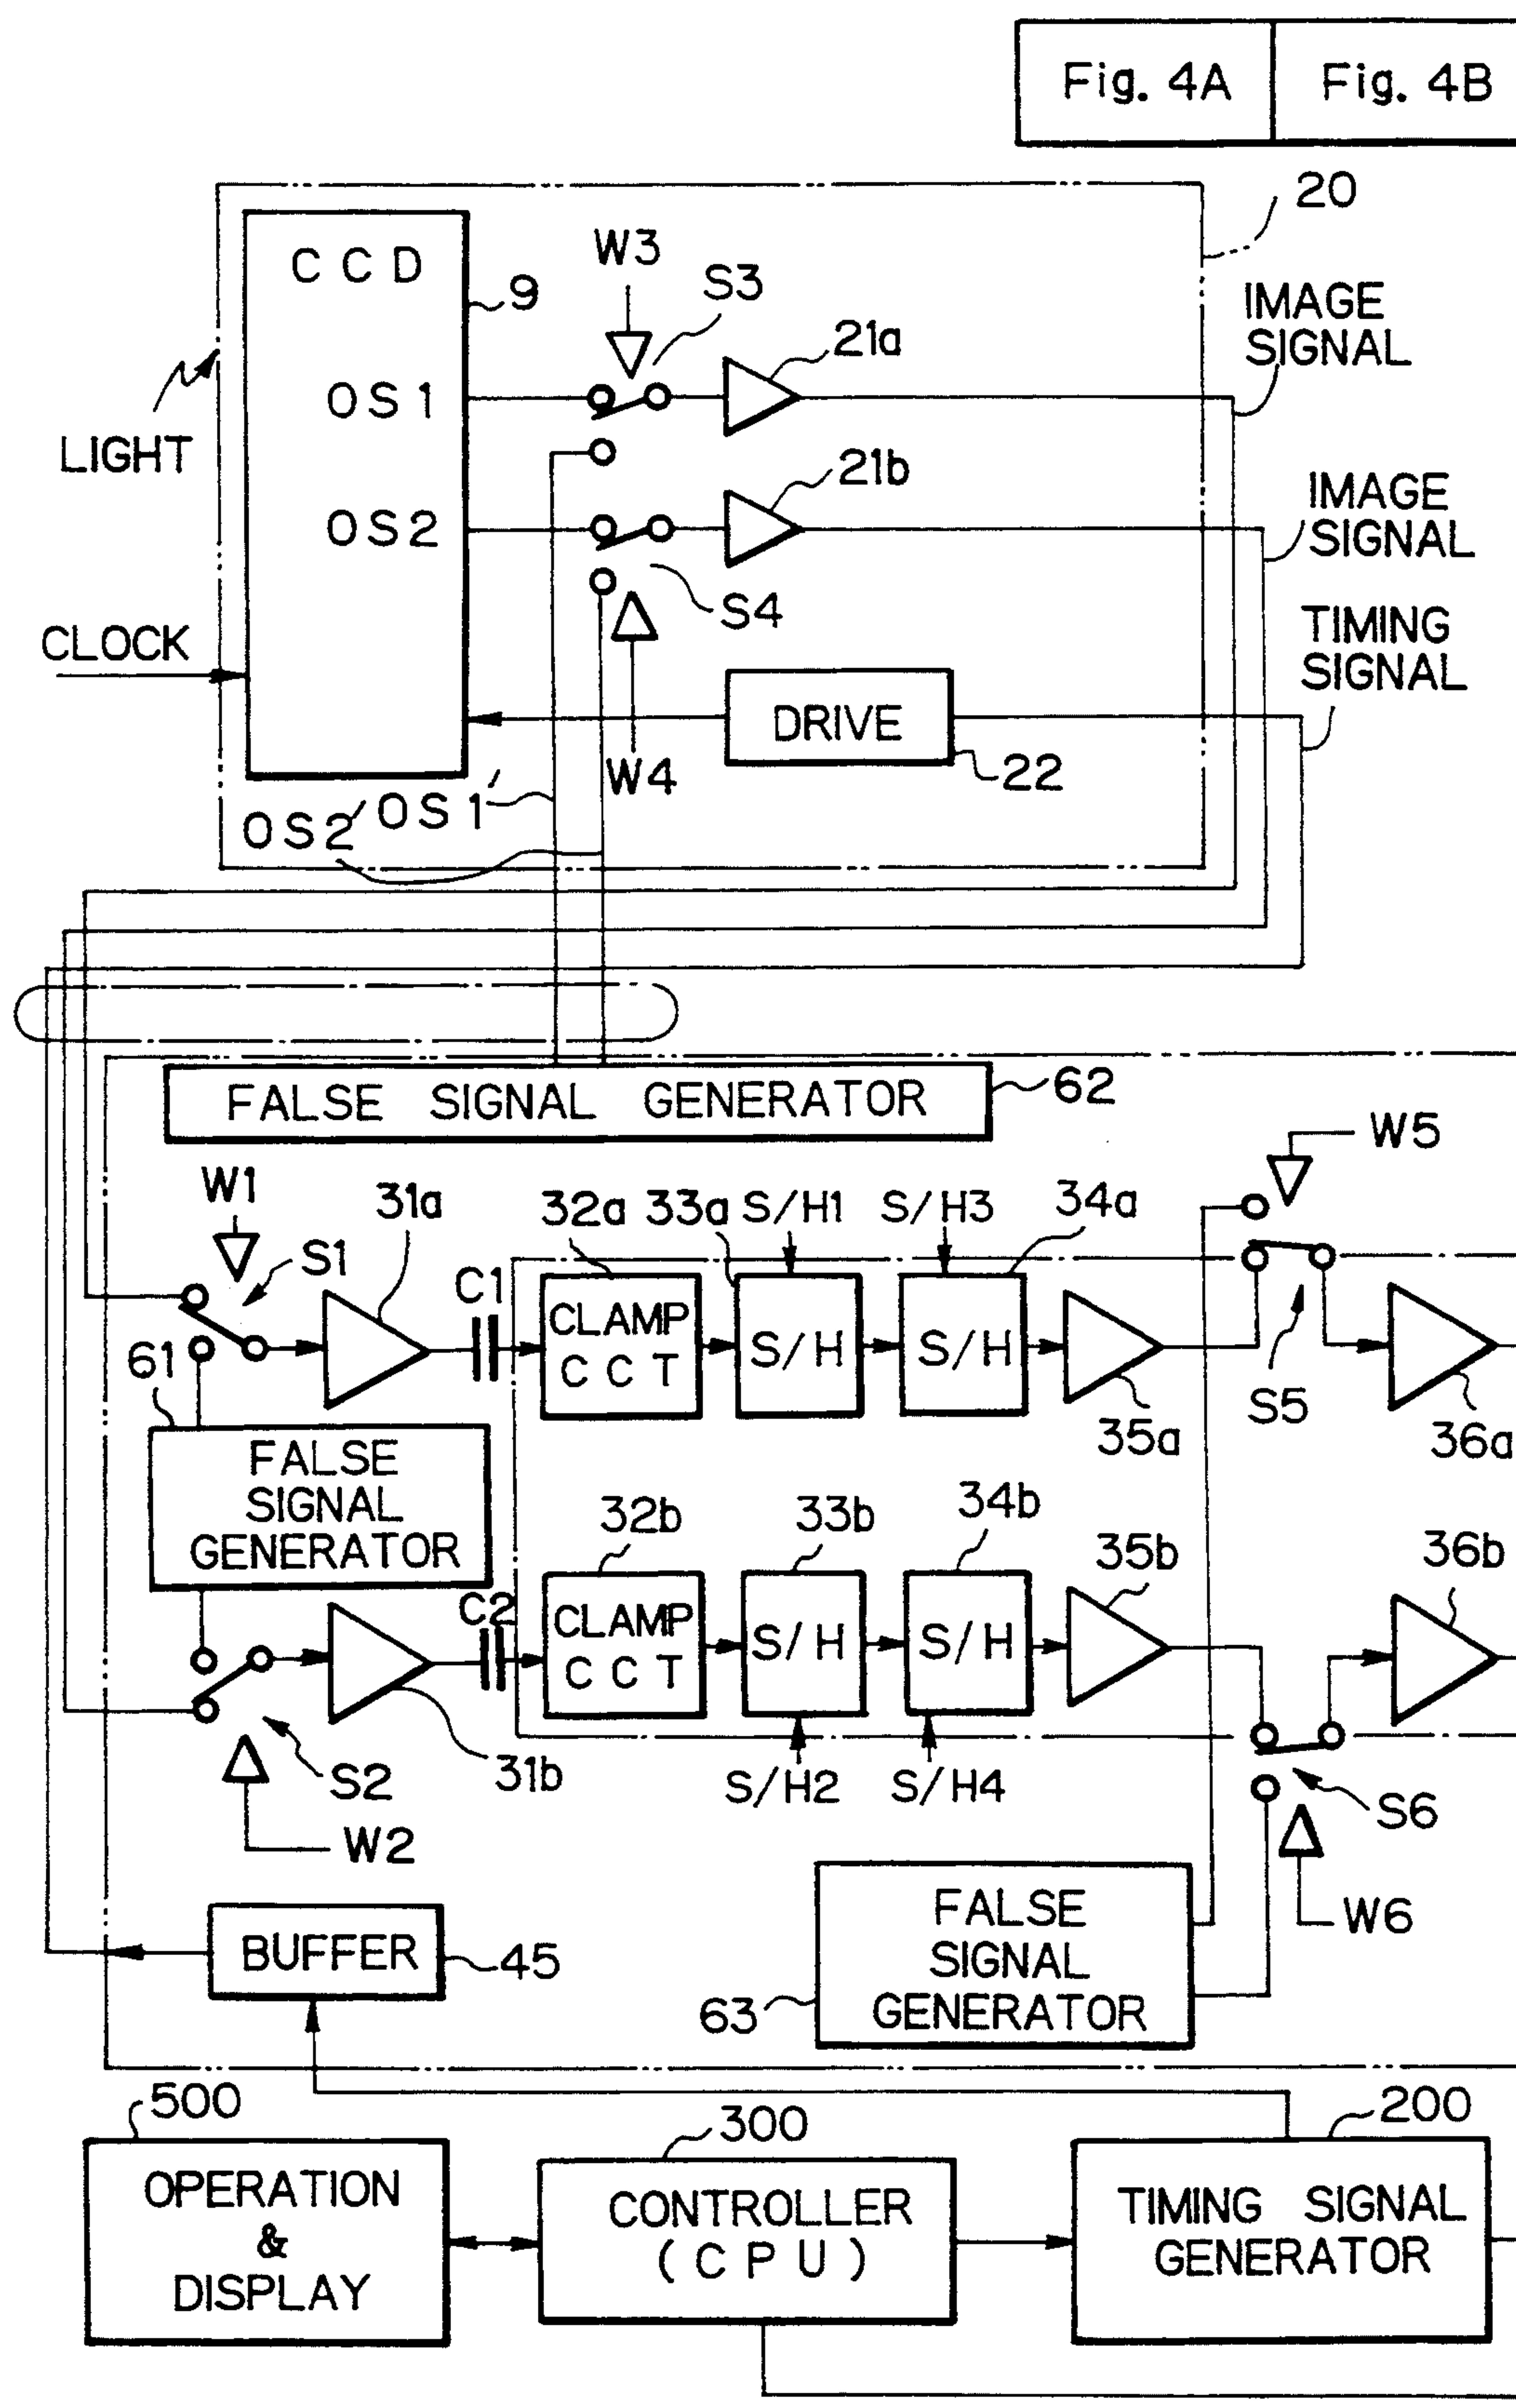 Fig. 4A Fig. 4B
20
C C D
9
W3
S3
21a
IMAGE
SIGNAL
OS1
LIGHT
21b
IMAGE
SIGNAL
OS2
S4
CLOCK
TIMING
SIGNAL
DRIVE
22
W4
OS1'
OS2'
FALSE SIGNAL GENERATOR
62
W5
W1
31a
32a
33a
S/H1
S/H3
34a
S1
C1
CLAMP
C C T
S/H
S/H
61
S5
35a
36a
FALSE
SIGNAL
GENERATOR
32b
33b
34b
35b
36b
C2
CLAMP
C C T
S/H
S/H
S2
31b
S/H2
S/H4
S6
W2
FALSE
SIGNAL
GENERATOR
W6
BUFFER
45
63
500
300
200
OPERATION
&
DISPLAY
CONTROLLER
(CPU)
TIMING SIGNAL
GENERATOR